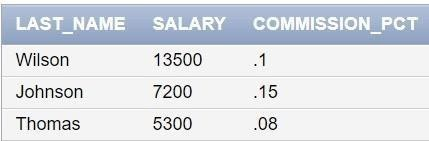 LAST_NAME SALARY COMMISSION_PCT
Wilson 13500 .1
Johnson 7200 .15
Thomas 5300 .08